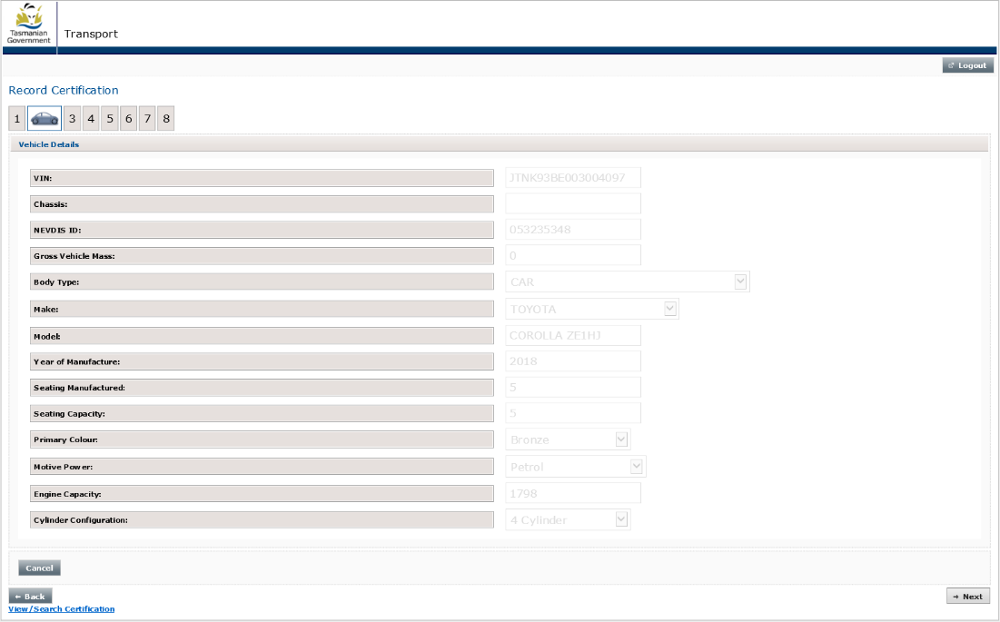 Tasmanian
Government
Transport
Logout
Record Certification
1 3 4 5 6 7 8
Vehicle Details
VIN: JTNK93BE003004097
Chassis:
NEVDIS ID: 053235348
Gross Vehicle Mass: 0
Body Type: CAR
Make: TOYOTA
Model: COROLLA ZE1HJ
Year of Manufacture: 2018
Seating Manufactured: 5
Seating Capacity: 5
Primary Colour: Bronze
Motive Power: Petrol
Engine Capacity: 1798
Cylinder Configuration: 4 Cylinder
Cancel
← Back → Next
View/Search Certification